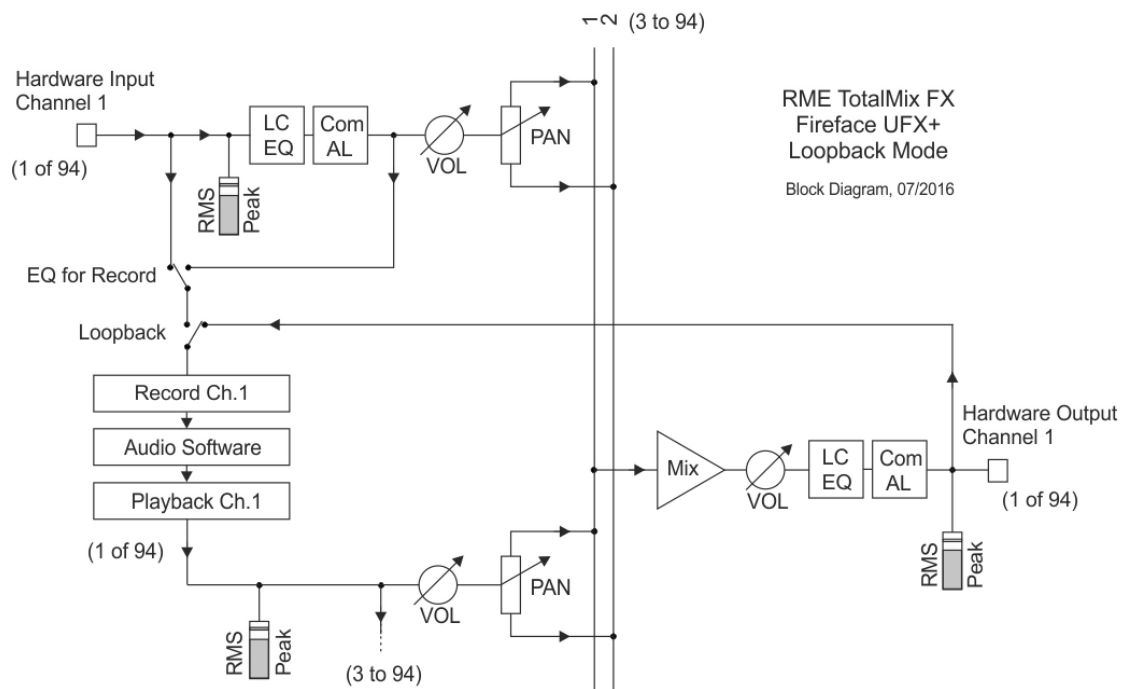 1
2
(3 to 94)
Hardware Input
Channel 1
(1 of 94)
RMS
Peak
LC
EQ
Com
AL
VOL
PAN
RME TotalMix FX
Fireface UFX+
Loopback Mode
Block Diagram, 07/2016
EQ for Record
Loopback
Record Ch.1
Audio Software
Playback Ch.1
(1 of 94)
RMS
Peak
(3 to 94)
VOL
PAN
Mix
VOL
LC
EQ
Com
AL
Hardware Output
Channel 1
(1 of 94)
RMS
Peak